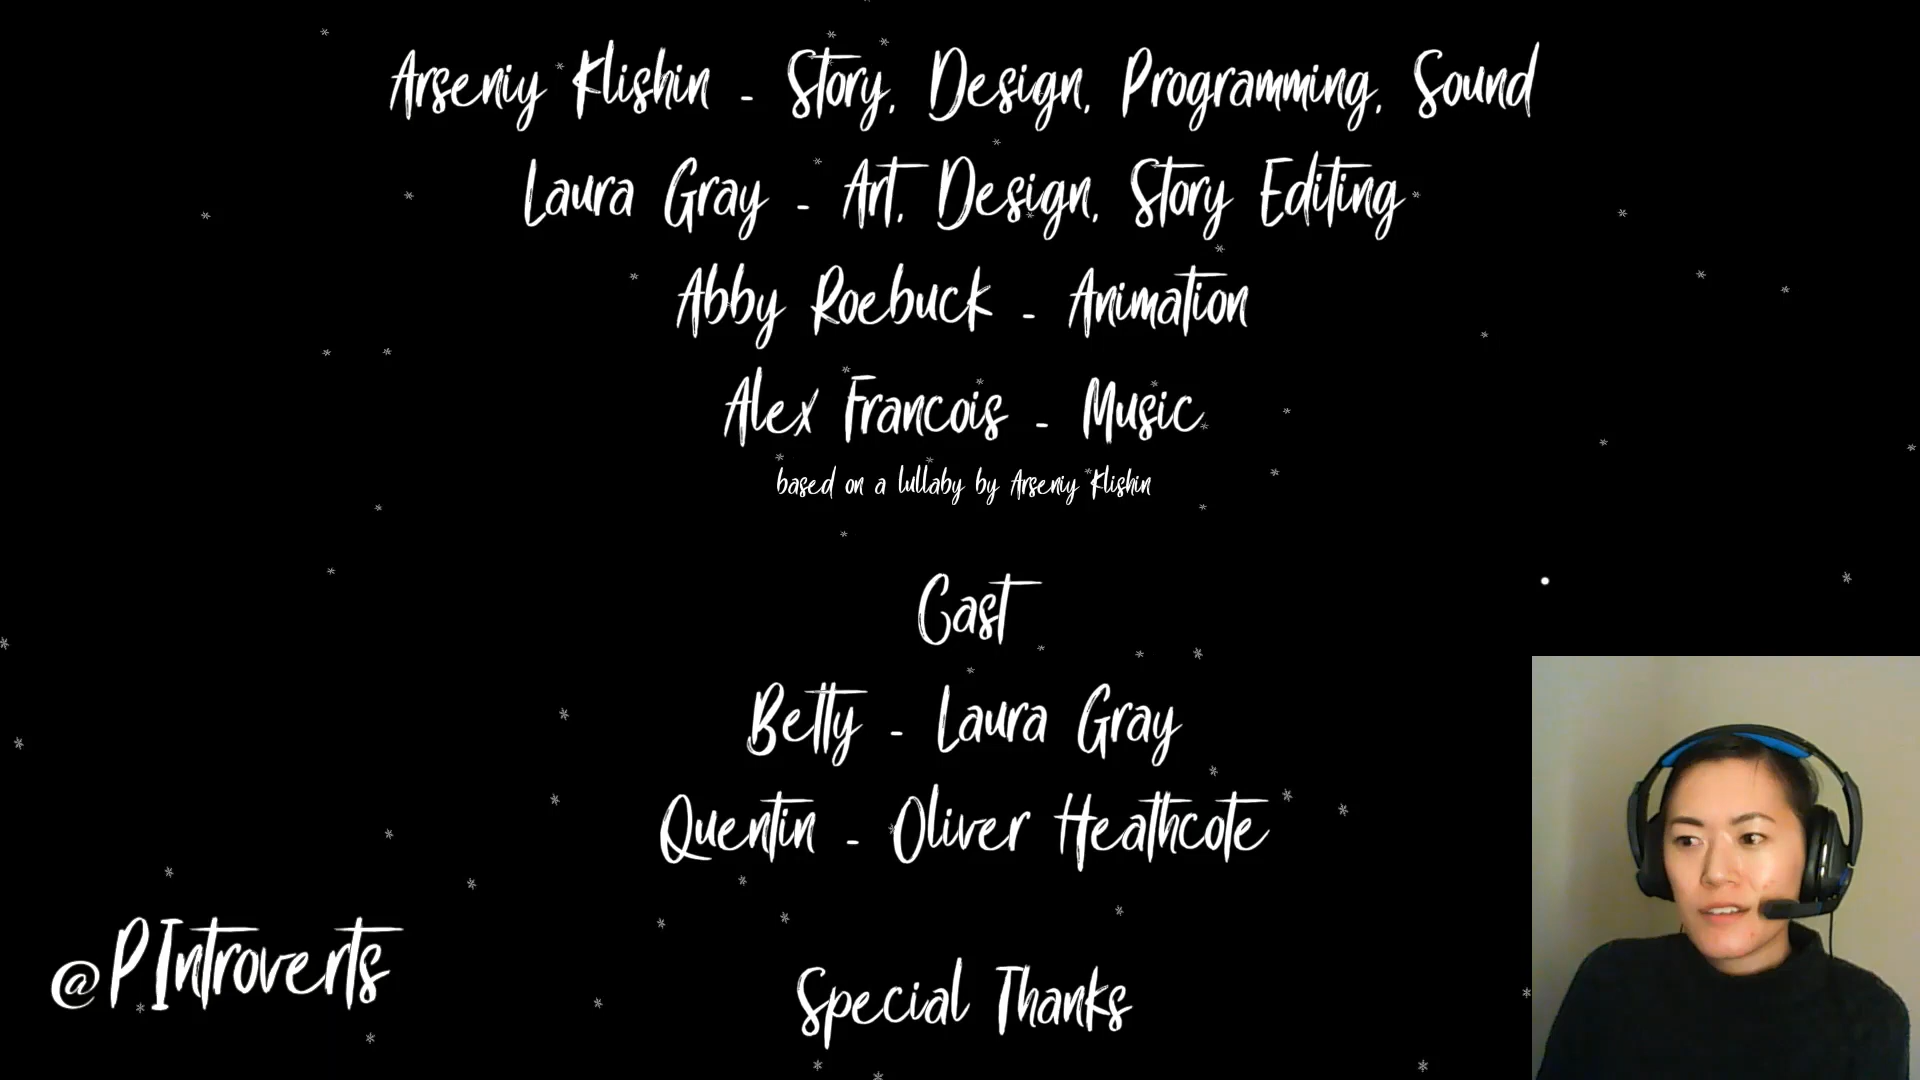 Arseniy Klishin - Story, Design, Programming, Sound
Laura Gray - Art, Design, Story Editing
Abby Roebuck - Animation
Alex Francois - Music
based on a lullaby by Arseniy Klishin
Cast
Betty - Laura Gray
Quentin - Oliver Heathcote
@PIntroverts
Special Thanks